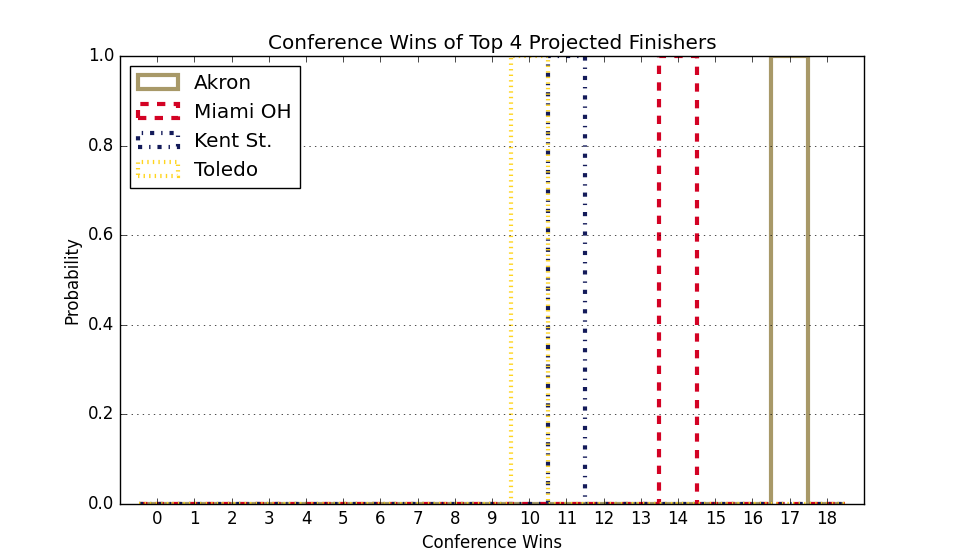 Conference Wins of Top 4 Projected Finishers
1.0
0.8
0.6
0.4
0.2
0.0
Probability
Akron
Miami OH
Kent St.
Toledo
0 1 2 3 4 5 6 7 8 9 10 11 12 13 14 15 16 17 18
Conference Wins